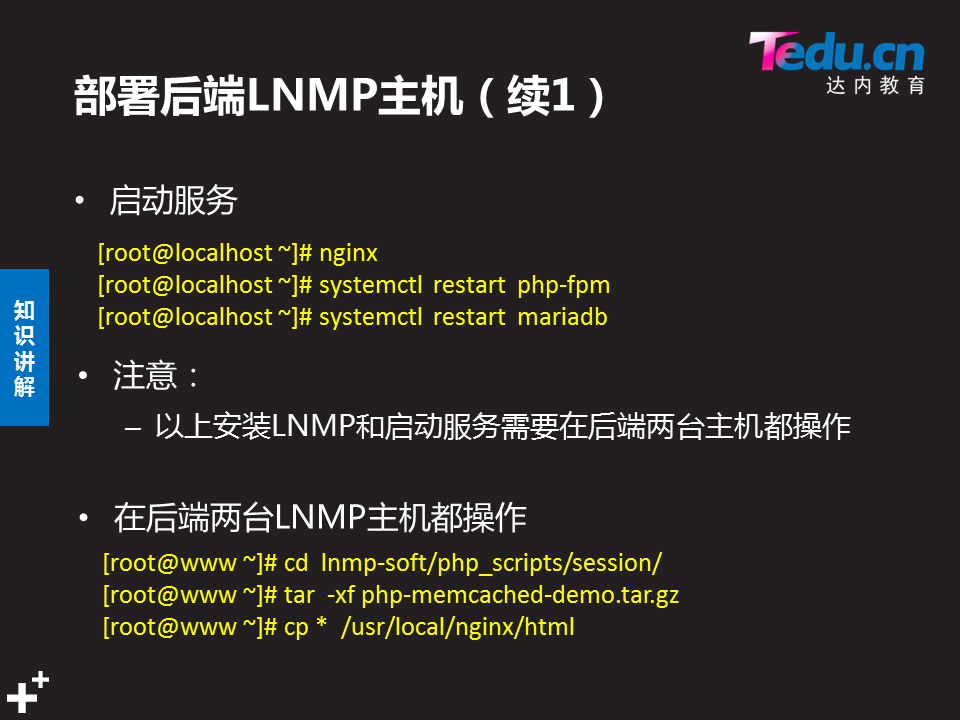 Tedu.cn
达内教育
部署后端LNMP主机（续1）
• 启动服务
[root@localhost ~]# nginx
[root@localhost ~]# systemctl restart php-fpm
[root@localhost ~]# systemctl restart mariadb
知识讲解
• 注意：
– 以上安装LNMP和启动服务需要在后端两台主机都操作
• 在后端两台LNMP主机都操作
[root@www ~]# cd lnmp-soft/php_scripts/session/
[root@www ~]# tar -xf php-memcached-demo.tar.gz
[root@www ~]# cp * /usr/local/nginx/html